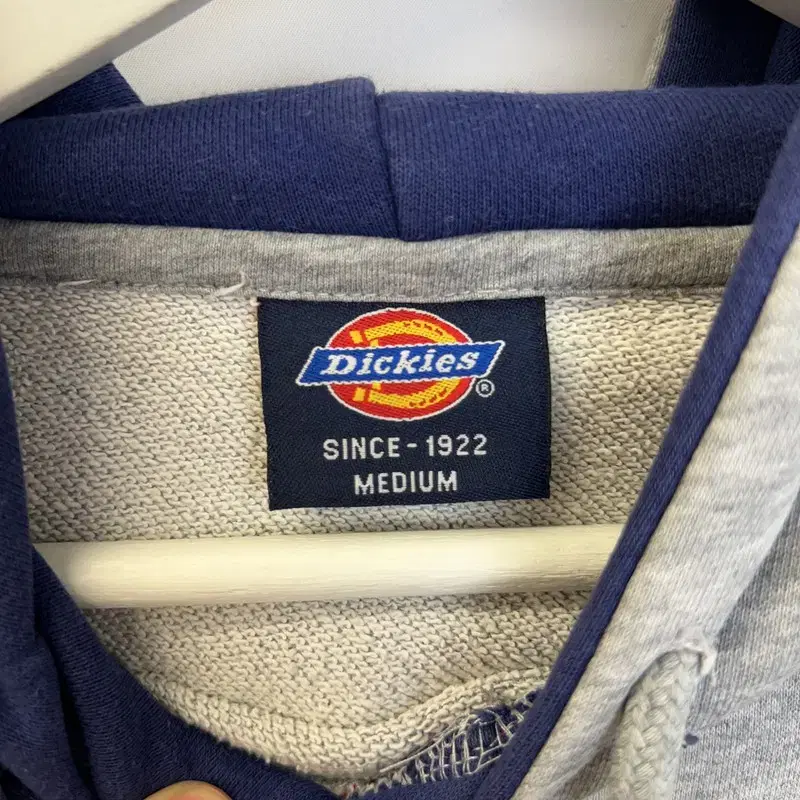 Dickies
®
SINCE - 1922
MEDIUM